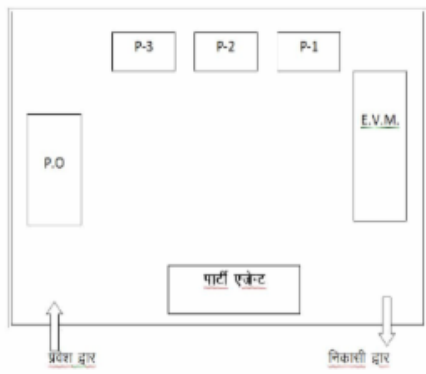 P-3 P-2 P-1
E.V.M.
P.O
पार्टी एजेन्ट
प्रवेश द्वार
निकासी द्वार